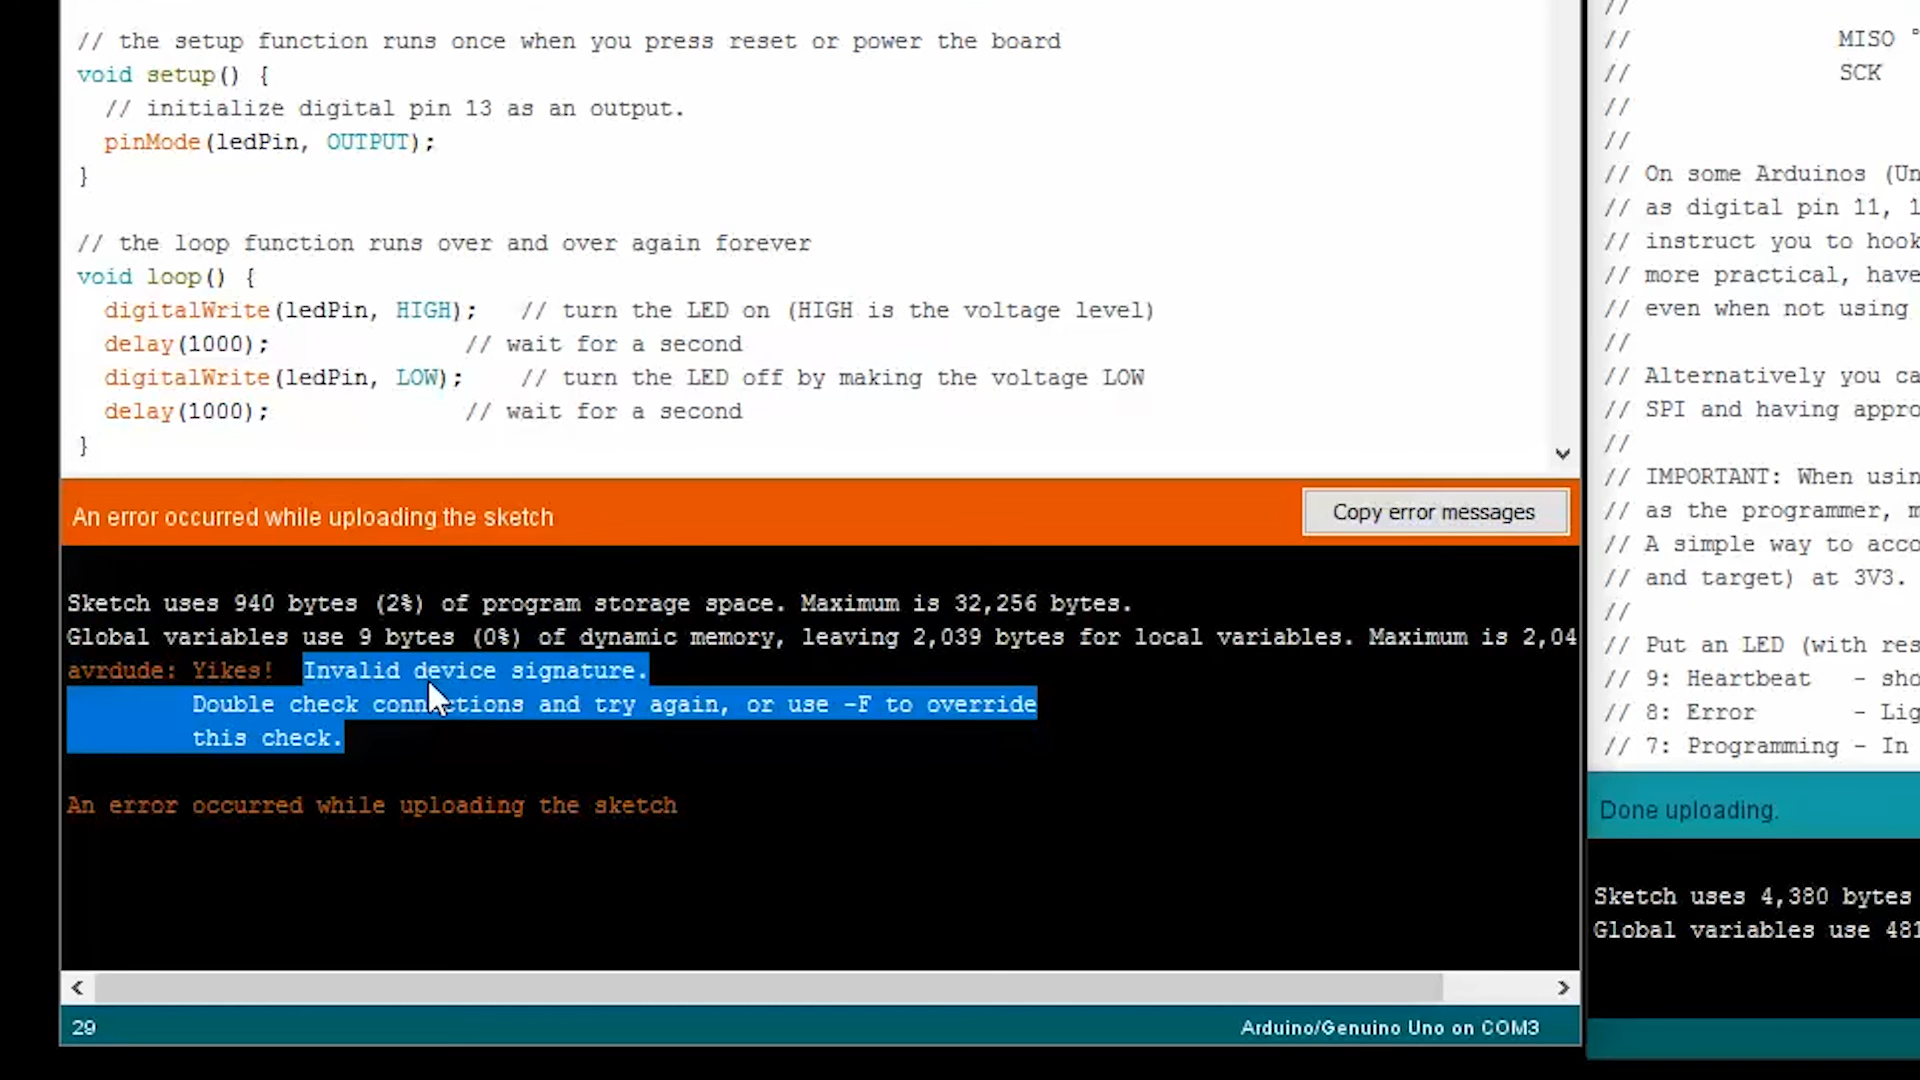 // the setup function runs once when you press reset or power the board
void setup() {
// initialize digital pin 13 as an output.
pinMode(ledPin, OUTPUT);
}
// the loop function runs over and over again forever
void loop() {
digitalWrite(ledPin, HIGH);   // turn the LED on (HIGH is the voltage level)
delay(1000);              // wait for a second
digitalWrite(ledPin, LOW);    // turn the LED off by making the voltage LOW
delay(1000);              // wait for a second
}
An error occurred while uploading the sketch
Copy error messages
Sketch uses 940 bytes (2%) of program storage space. Maximum is 32,256 bytes.
Global variables use 9 bytes (0%) of dynamic memory, leaving 2,039 bytes for local variables. Maximum is 2,04
avrdude: Yikes!  Invalid device signature.
Double check connections and try again, or use -F to override
this check.
An error occurred while uploading the sketch
29
Arduino/Genuino Uno on COM3
//
// MISO °
// SCK
//
//
// On some Arduinos (Un
// as digital pin 11, 1
// instruct you to hook
// more practical, have
// even when not using
//
// Alternatively you ca
// SPI and having appro
//
// IMPORTANT: When usin
// as the programmer, m
// A simple way to acco
// and target) at 3V3.
//
// Put an LED (with res
// 9: Heartbeat   - sho
// 8: Error       - Lig
// 7: Programming - In
Done uploading.
Sketch uses 4,380 bytes
Global variables use 481